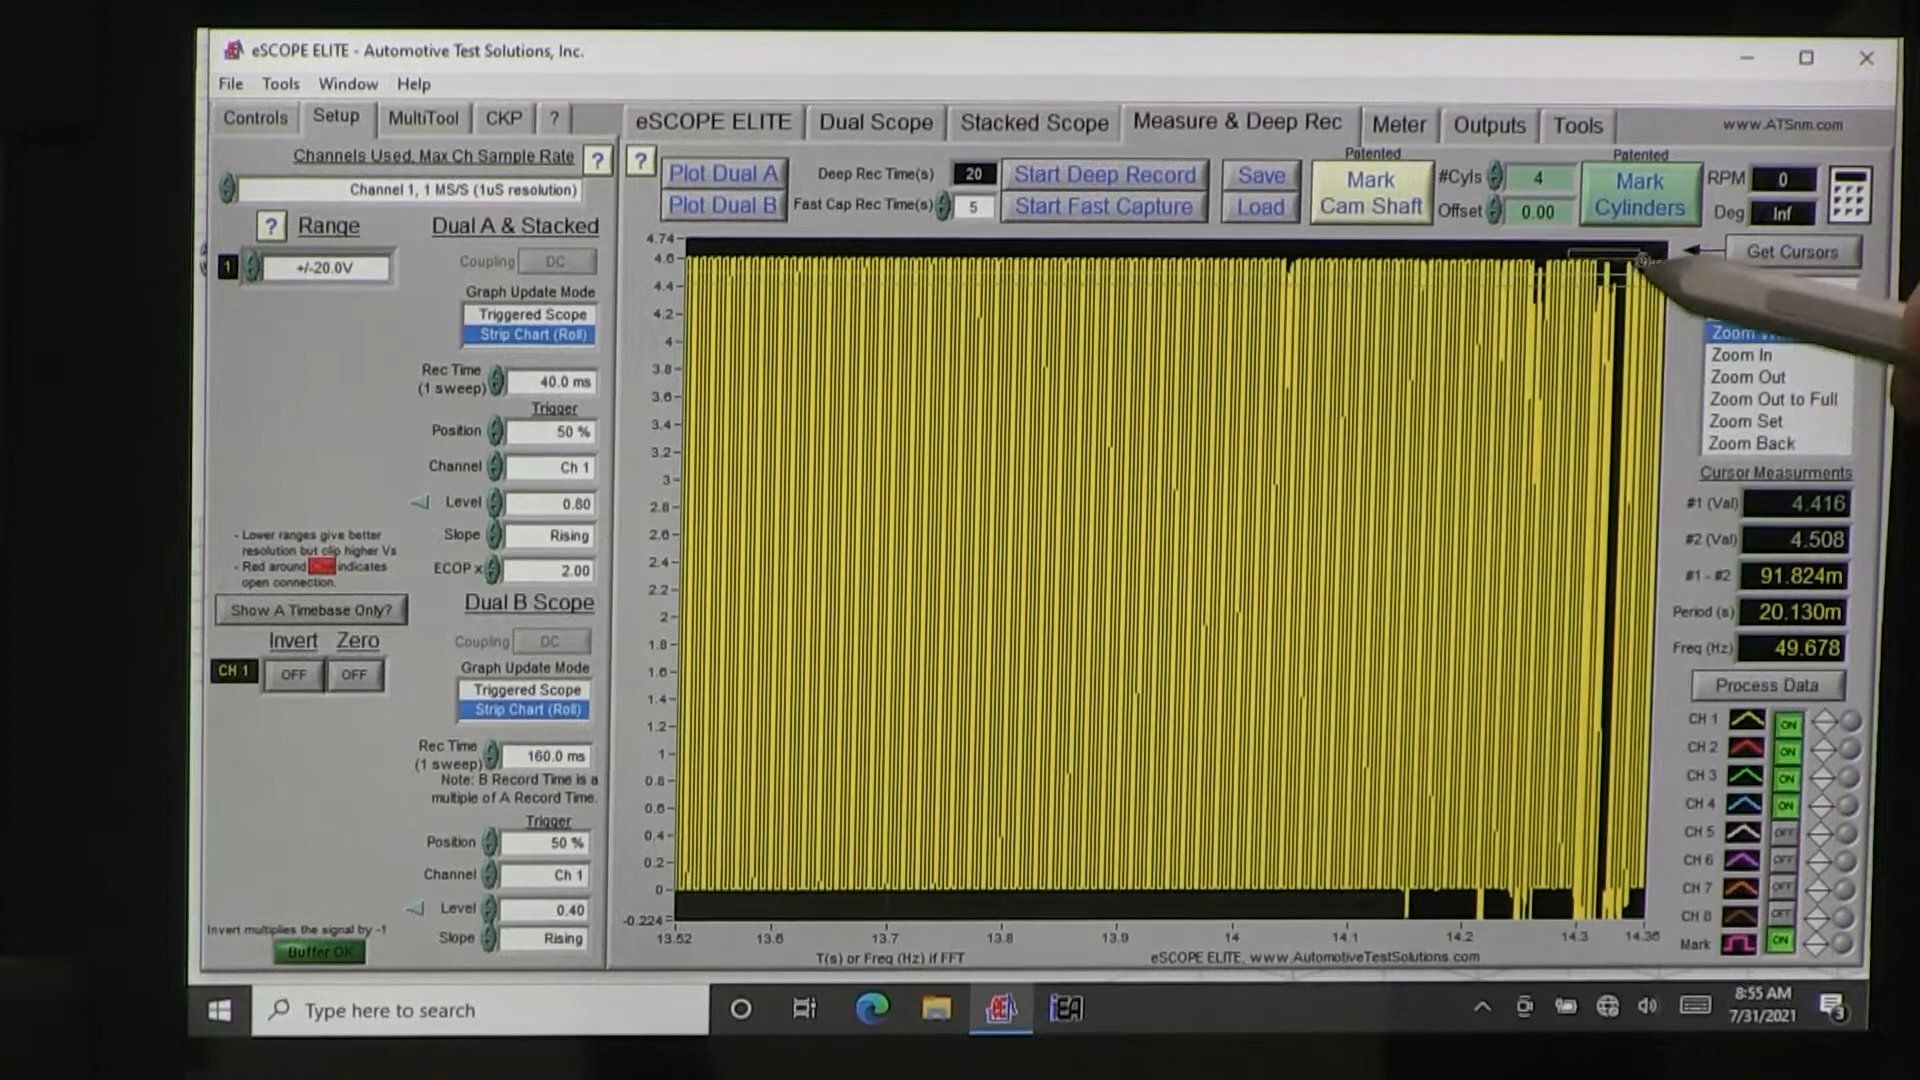 eSCOPE ELITE - Automotive Test Solutions, Inc.
File Tools Window Help
Controls Setup MultiTool CKP ?
eSCOPE ELITE Dual Scope Stacked Scope Measure & Deep Rec Meter Outputs Tools www.ATSnm.com
Channels Used, Max Ch Sample Rate ?
Channel 1, 1 MS/S (1uS resolution)
? Range
1 +/-20.0V
Dual A & Stacked
Coupling DC
Graph Update Mode
Triggered Scope
Strip Chart (Roll)
Rec Time
(1 sweep) 40.0 ms
Trigger
Position 50 %
Channel Ch 1
Level 0.80
Slope Rising
ECOP x 2.00
- Lower ranges give better
resolution but clip higher Vs
- Red around indicates
open connection.
Show A Timebase Only?
Invert Zero
CH 1 OFF OFF
Dual B Scope
Coupling DC
Graph Update Mode
Triggered Scope
Strip Chart (Roll)
Rec Time
(1 sweep) 160.0 ms
Note: B Record Time is a
multiple of A Record Time.
Trigger
Position 50 %
Channel Ch 1
Level 0.40
Slope Rising
Invert multiplies the signal by -1
Buffer OK
? Plot Dual A
Plot Dual B
Deep Rec Time(s) 20
Fast Cap Rec Time(s) 5
Start Deep Record
Start Fast Capture
Save
Load
Patented
Mark
Cam Shaft
#Cyls 4
Offset 0.00
Patented
Mark
Cylinders
RPM 0
Deg Inf
4.74
4.6
4.4
4.2
4
3.8
3.6
3.4
3.2
3
2.8
2.6
2.4
2.2
2
1.8
1.6
1.4
1.2
1
0.8
0.6
0.4
0.2
0
-0.224
13.52 13.6 13.7 13.8 13.9 14 14.1 14.2 14.3 14.36
T(s) or Freq (Hz) if FFT
eSCOPE ELITE, www.AutomotiveTestSolutions.com
Get Cursors
Zoom
Zoom In
Zoom Out
Zoom Out to Full
Zoom Set
Zoom Back
Cursor Measurments
#1 (Val) 4.416
#2 (Val) 4.508
#1 - #2 91.824m
Period (s) 20.130m
Freq (Hz) 49.678
Process Data
CH 1 ON
CH 2 ON
CH 3 ON
CH 4 ON
CH 5 OFF
CH 6 OFF
CH 7 OFF
CH 8 OFF
Mark ON
Type here to search
8:55 AM
7/31/2021
3